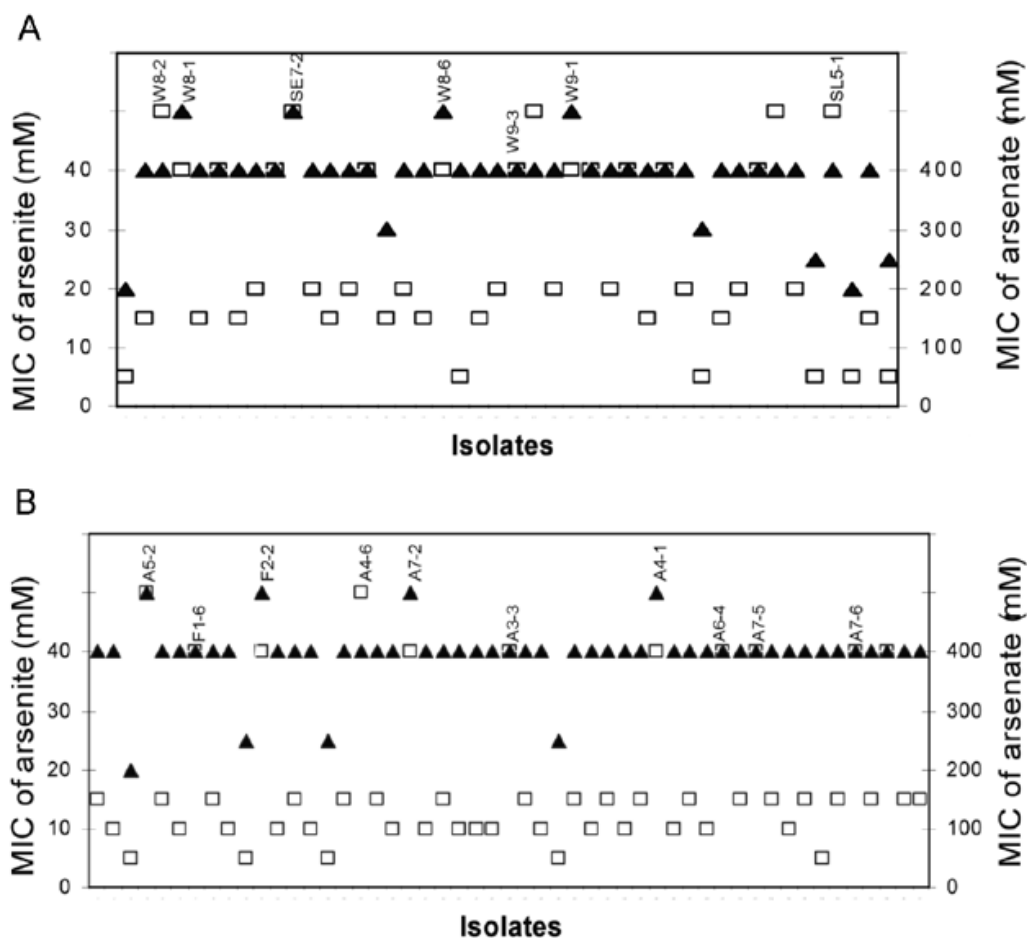 A
W8-2
W8-1
SE7-2
W8-6
W9-3
W9-1
SL5-1
MIC of arsenite (mM)
40
30
20
10
0
400
300
200
100
0
MIC of arsenate (mM)
Isolates
B
A5-2
F1-6
F2-2
A4-6
A7-2
A3-3
A4-1
A6-4
A7-5
A7-6
MIC of arsenite (mM)
40
30
20
10
0
400
300
200
100
0
MIC of arsenate (mM)
Isolates